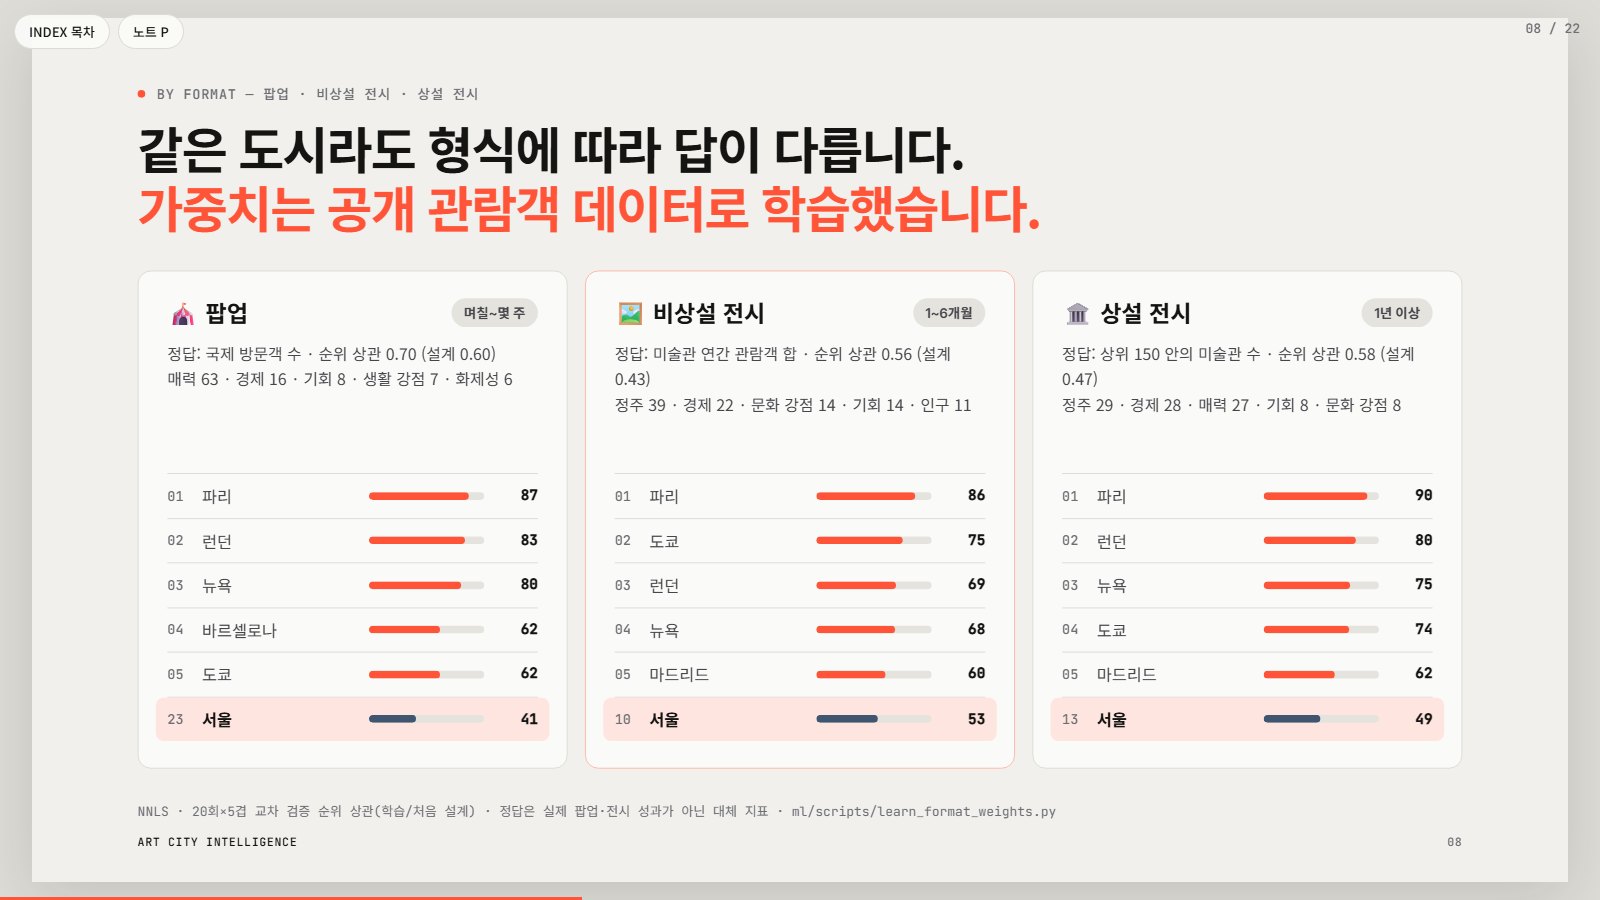 INDEX 목차
노트 P
08 / 22
BY FORMAT — 팝업 · 비상설 전시 · 상설 전시
같은 도시라도 형식에 따라 답이 다릅니다.
가중치는 공개 관람객 데이터로 학습했습니다.
팝업
며칠~몇 주
정답: 국제 방문객 수 · 순위 상관 0.70 (설계 0.60)
매력 63 · 경제 16 · 기회 8 · 생활 강점 7 · 화제성 6
01 파리 87
02 런던 83
03 뉴욕 80
04 바르셀로나 62
05 도쿄 62
23 서울 41
비상설 전시
1~6개월
정답: 미술관 연간 관람객 합 · 순위 상관 0.56 (설계
0.43)
정주 39 · 경제 22 · 문화 강점 14 · 기회 14 · 인구 11
01 파리 86
02 도쿄 75
03 런던 69
04 뉴욕 68
05 마드리드 60
10 서울 53
상설 전시
1년 이상
정답: 상위 150 안의 미술관 수 · 순위 상관 0.58 (설계
0.47)
정주 29 · 경제 28 · 매력 27 · 기회 8 · 문화 강점 8
01 파리 90
02 런던 80
03 뉴욕 75
04 도쿄 74
05 마드리드 62
13 서울 49
NNLS · 20회×5겹 교차 검증 순위 상관(학습/처음 설계) · 정답은 실제 팝업·전시 성과가 아닌 대체 지표 · ml/scripts/learn_format_weights.py
ART CITY INTELLIGENCE
08